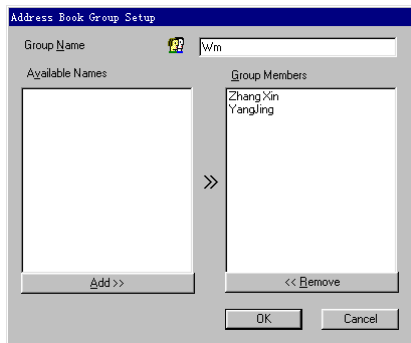 Address Book Group Setup
Group Name
Wm
Available Names
Group Members
Zhang Xin
YangJing
Add >>
<< Remove
OK
Cancel